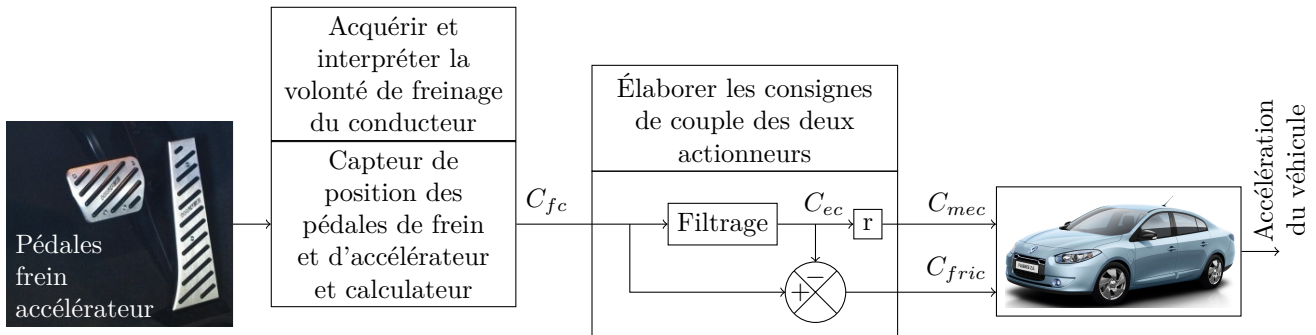 Pédales
frein
accélérateur
Acquérir et
interpréter la
volonté de freinage
du conducteur
Capteur de
position des
pédales de frein
et d'accélérateur
et calculateur
C_fc
Élaborer les consignes
de couple des deux
actionneurs
Filtrage
C_ec
r
+
−
C_mec
C_fric
Accélération
du véhicule